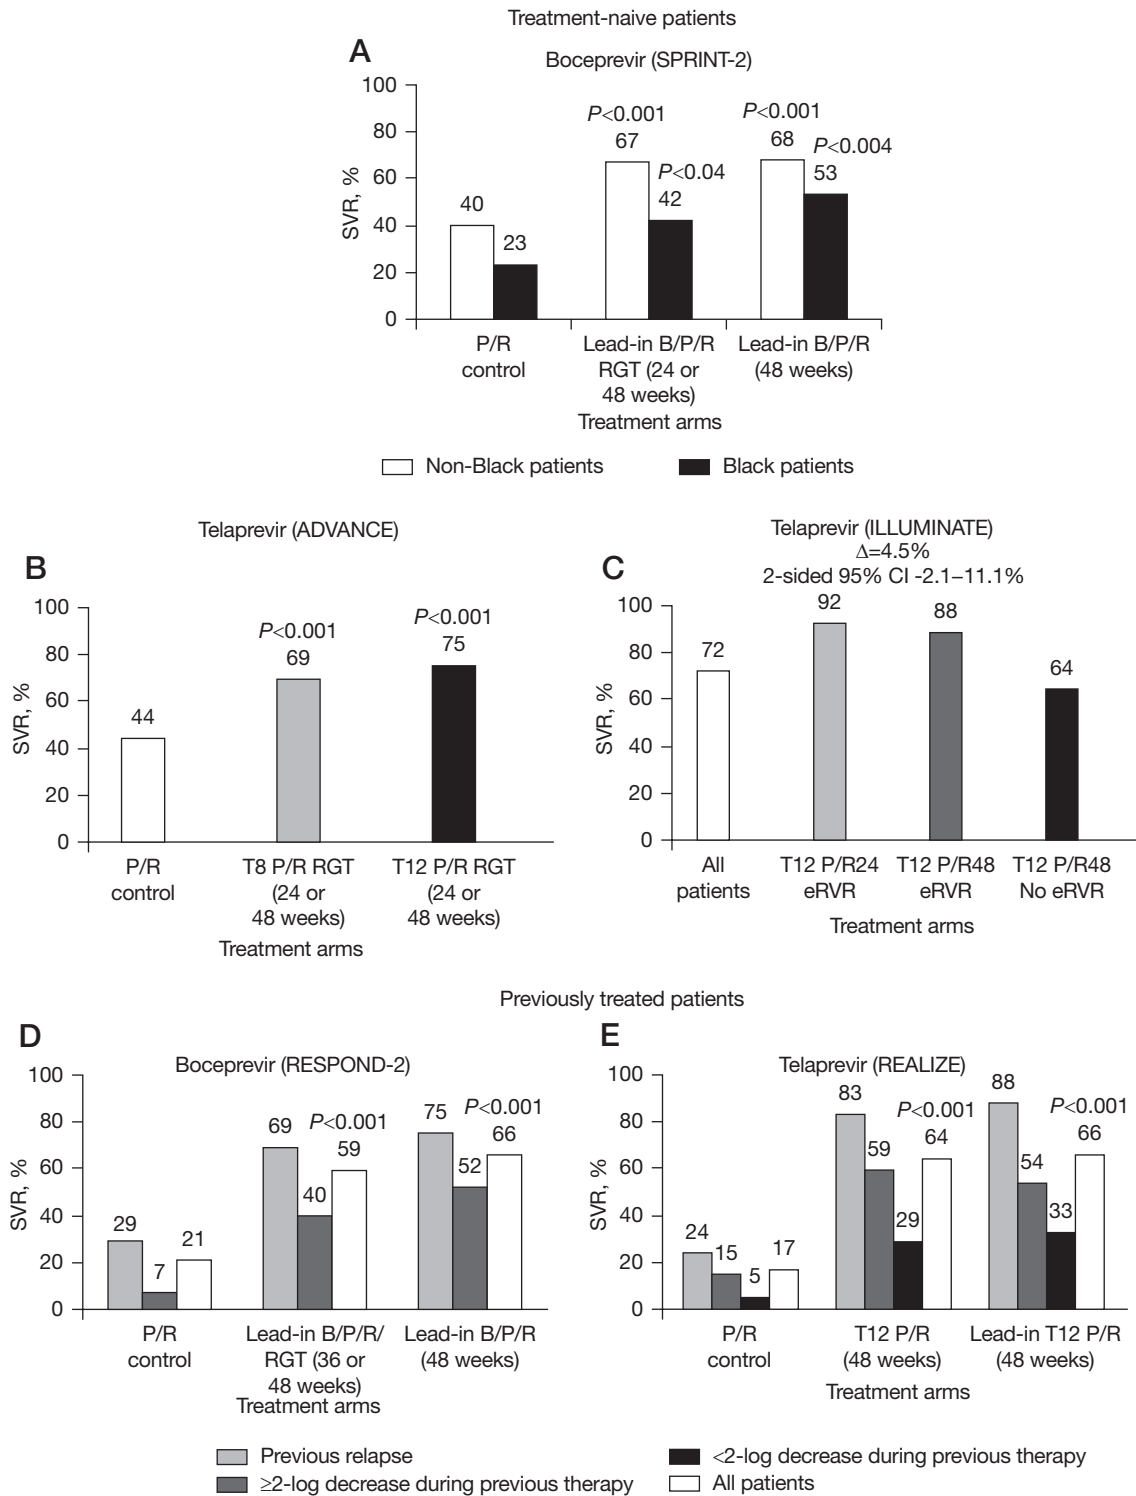 Treatment-naive patients
A
Boceprevir (SPRINT-2)
SVR, %
100
80
60
40
20
0
40
23
P<0.001
67
P<0.04
42
P<0.001
68
P<0.004
53
P/R
control
Lead-in B/P/R
RGT (24 or
48 weeks)
Lead-in B/P/R
(48 weeks)
Treatment arms
Non-Black patients
Black patients
Telaprevir (ADVANCE)
B
SVR, %
100
80
60
40
20
0
44
P<0.001
69
P<0.001
75
P/R
control
T8 P/R RGT
(24 or
48 weeks)
T12 P/R RGT
(24 or
48 weeks)
Treatment arms
Telaprevir (ILLUMINATE)
Δ=4.5%
2-sided 95% CI -2.1–11.1%
C
SVR, %
100
80
60
40
20
0
72
92
88
64
All
patients
T12 P/R24
eRVR
T12 P/R48
eRVR
T12 P/R48
No eRVR
Treatment arms
Previously treated patients
D
Boceprevir (RESPOND-2)
SVR, %
100
80
60
40
20
0
29
7
21
69
40
P<0.001
59
75
52
P<0.001
66
P/R
control
Lead-in B/P/R/
RGT (36 or
48 weeks)
Lead-in B/P/R
(48 weeks)
Treatment arms
E
Telaprevir (REALIZE)
SVR, %
100
80
60
40
20
0
24
15
5
17
83
59
29
P<0.001
64
88
54
33
P<0.001
66
P/R
control
T12 P/R
(48 weeks)
Lead-in T12 P/R
(48 weeks)
Treatment arms
Previous relapse
≥2-log decrease during previous therapy
<2-log decrease during previous therapy
All patients